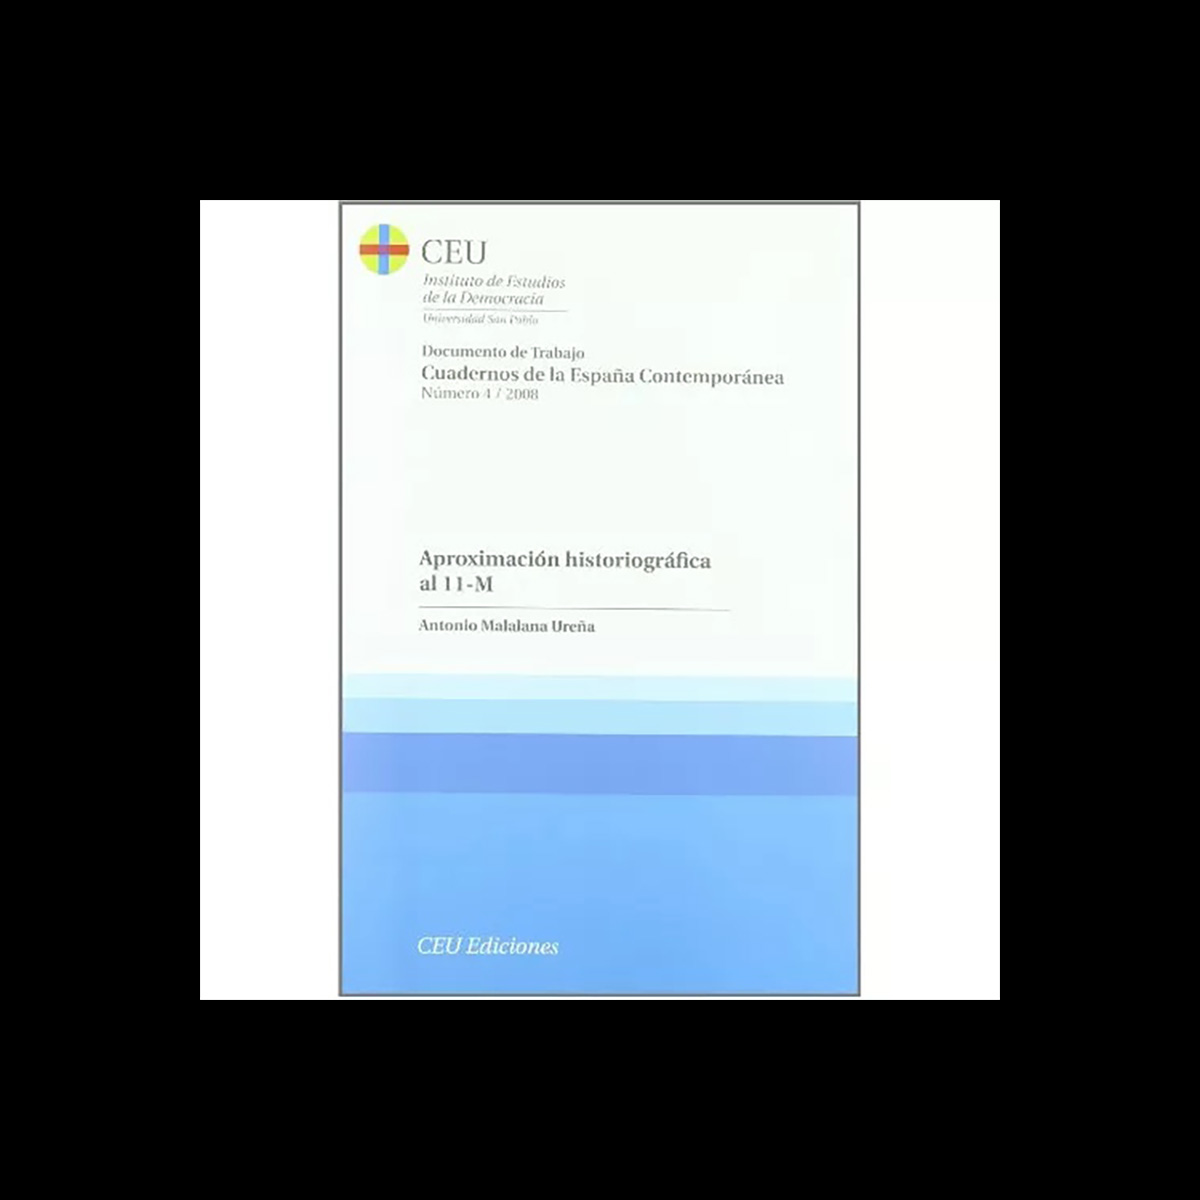 CEU
Instituto de Estudios
de la Democracia
Universidad San Pablo
Documento de Trabajo
Cuadernos de la España Contemporánea
Número 4 / 2008
Aproximación historiográfica
al 11-M
Antonio Malalana Ureña
CEU Ediciones